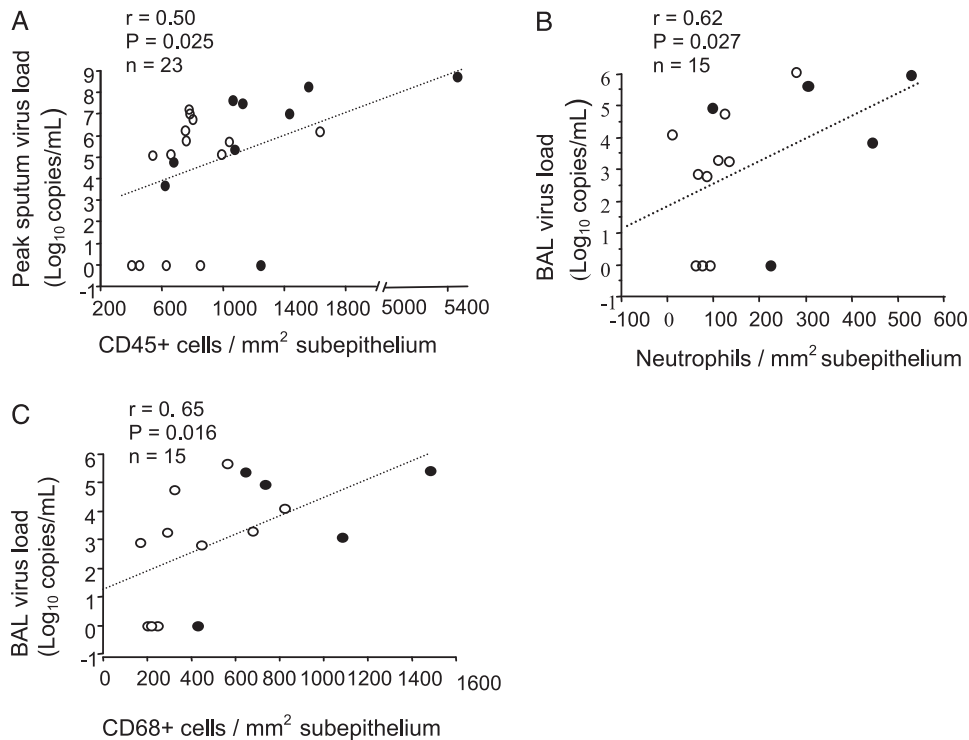 A
r = 0.50
P = 0.025
n = 23
Peak sputum virus load
(Log10 copies/mL)
9
8
7
6
5
4
3
2
1
0
-1
200 600 1000 1400 1800 5000 5400
CD45+ cells / mm2 subepithelium
B
r = 0.62
P = 0.027
n = 15
BAL virus load
(Log10 copies/mL)
6
5
4
3
2
1
0
-1
-100 0 100 200 300 400 500 600
Neutrophils / mm2 subepithelium
C
r = 0. 65
P = 0.016
n = 15
BAL virus load
(Log10 copies/mL)
6
5
4
3
2
1
0
-1
0 200 400 600 800 1000 1200 1400 1600
CD68+ cells / mm2 subepithelium